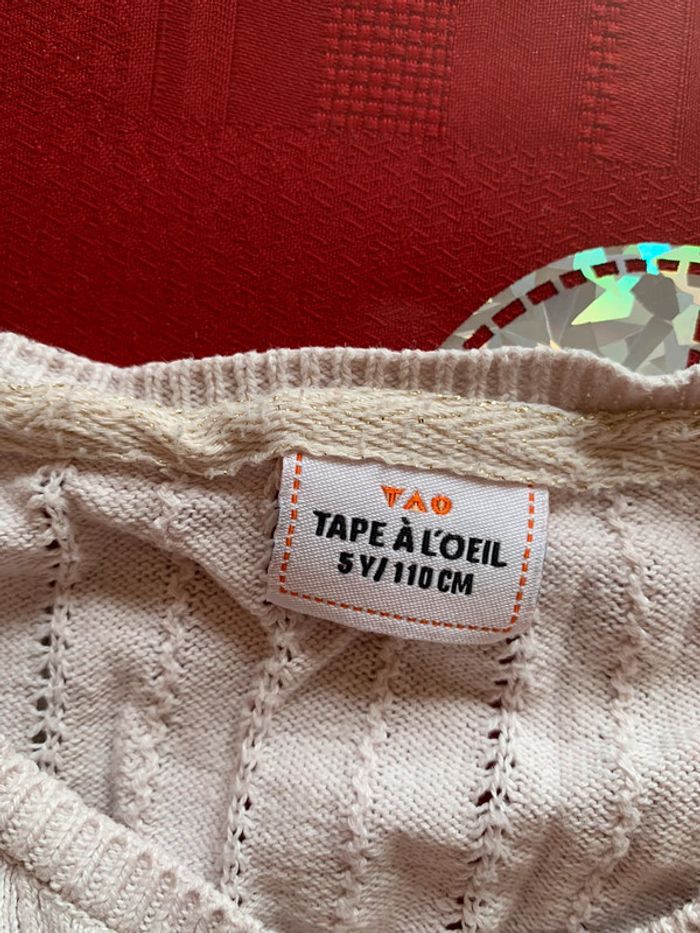 TAO
TAPE À L'OEIL
5 Y/ 110 CM